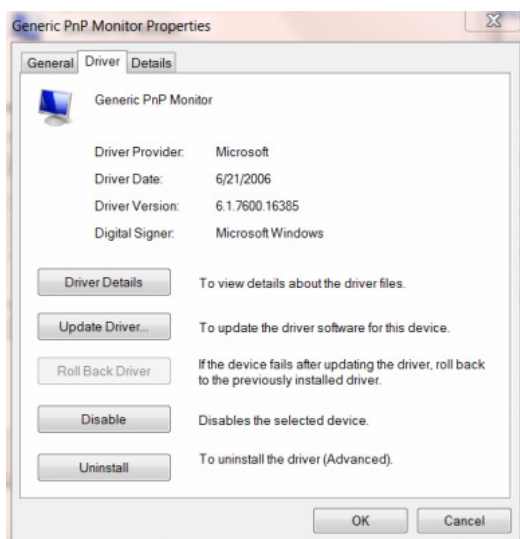 Generic PnP Monitor Properties
General Driver Details
Generic PnP Monitor
Driver Provider: Microsoft
Driver Date: 6/21/2006
Driver Version: 6.1.7600.16385
Digital Signer: Microsoft Windows
Driver Details To view details about the driver files.
Update Driver... To update the driver software for this device.
Roll Back Driver If the device fails after updating the driver, roll back
to the previously installed driver.
Disable Disables the selected device.
Uninstall To uninstall the driver (Advanced).
OK Cancel